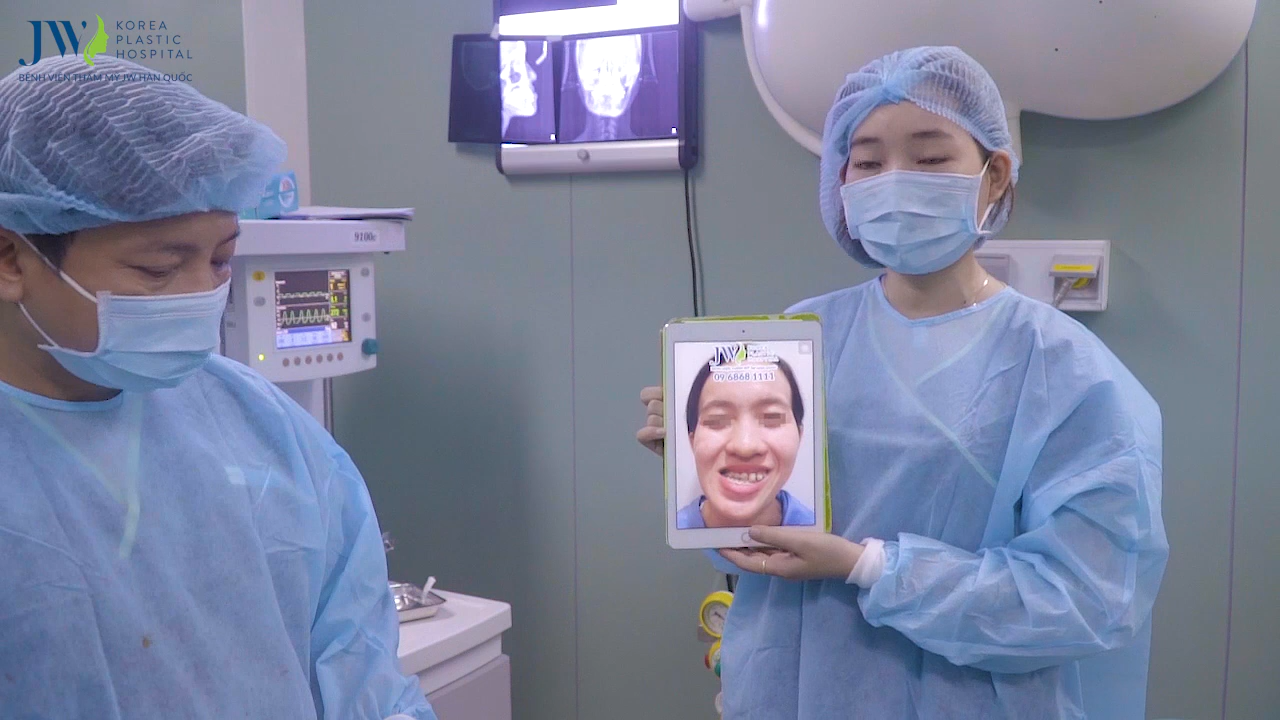 JW
KOREA
PLASTIC
HOSPITAL
BỆNH VIỆN THẨM MỸ JW HÀN QUỐC
9100c
JW
09.6868.1111